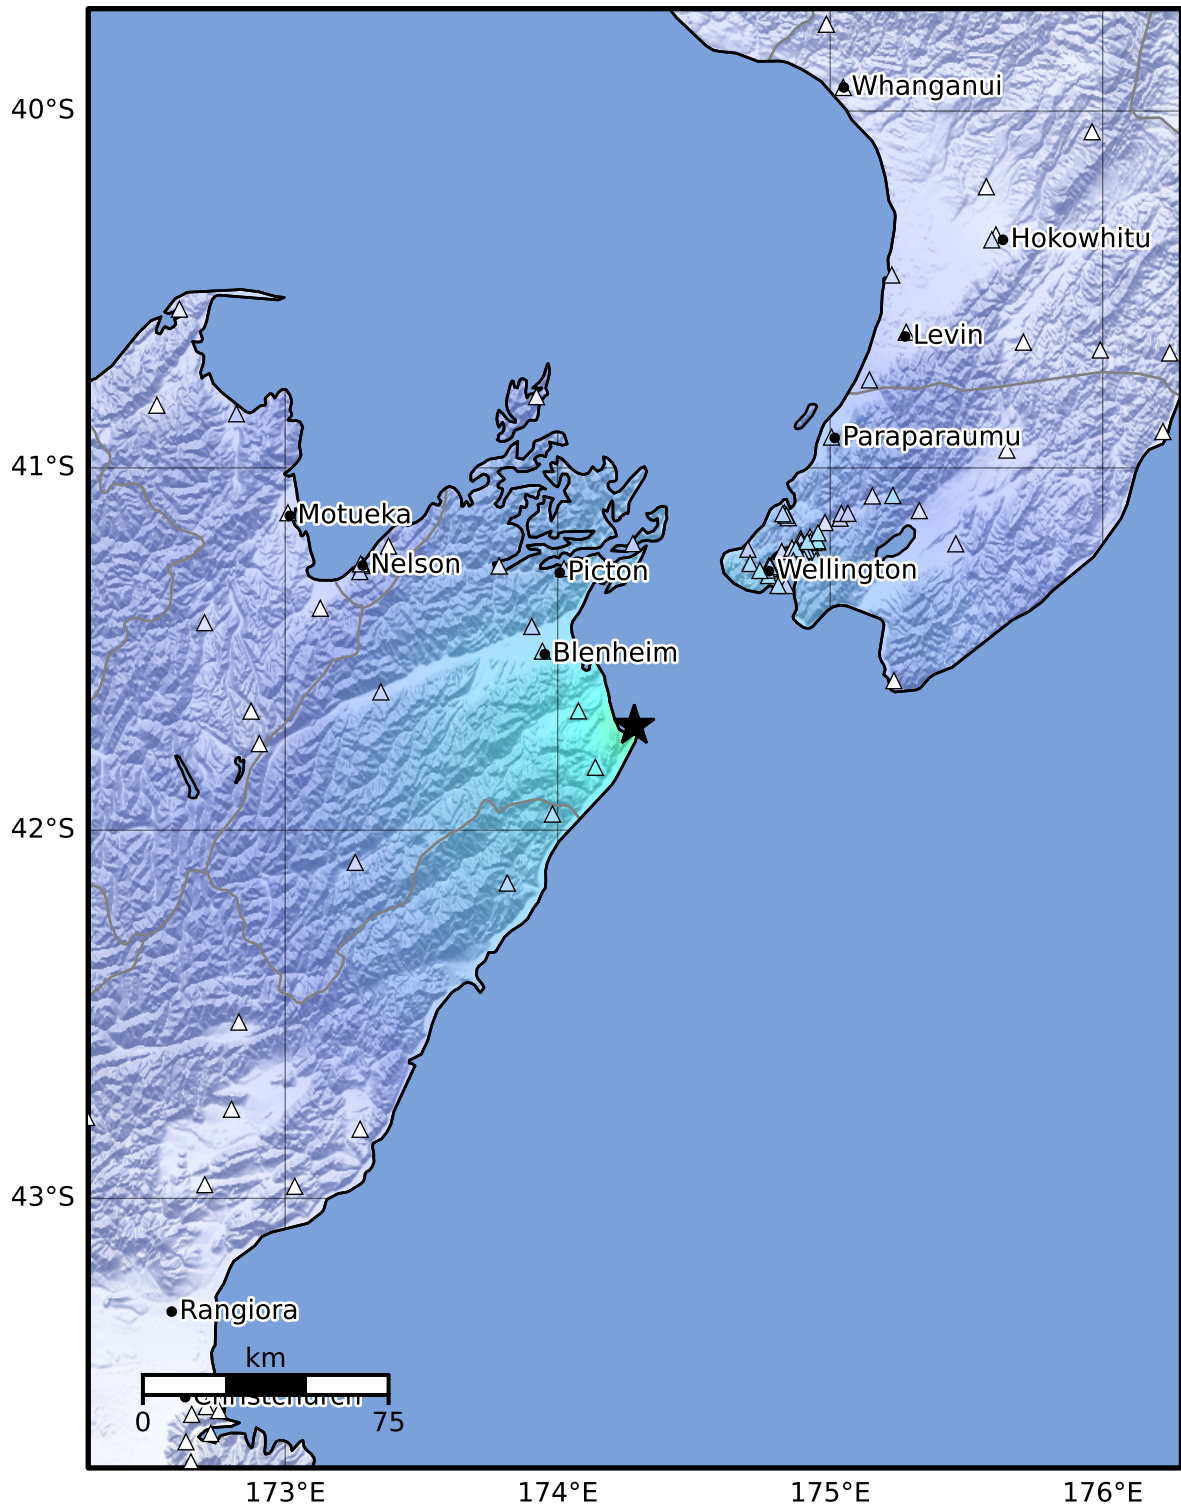 Whanganui
40°S
Hokowhitu
Levin
Paraparaumu
41°S
Motueka
Nelson
Picton
Wellington
Blenheim
42°S
43°S
Rangiora
km
Christchurch
0
75
173°E
174°E
175°E
176°E